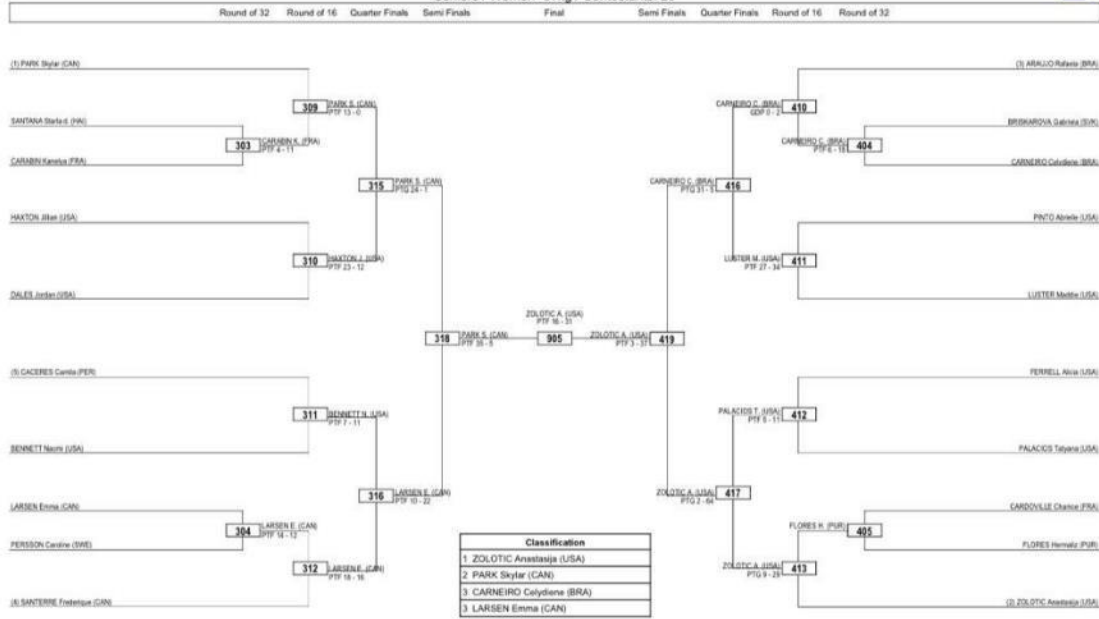 Round of 32 Round of 16 Quarter Finals Semi Finals Final Semi Finals Quarter Finals Round of 16 Round of 32
(1) PARK Skylar (CAN)
309 PARK S. (CAN)
PTF 13 - 0
SANTANA (HAI)
303 CARABIN K. (FRA)
PTF 4 - 11
CARABIN Kanelya (FRA)
315 PARK S. (CAN)
PTG 24 - 1
HAXTON Jillian (USA)
310 HAXTON J. (USA)
PTF 23 - 12
DALES Jordan (USA)
318 PARK S. (CAN)
PTF 35 - 5
(5) CACERES Camila (PER)
311 BENNETT N. (USA)
PTF 7 - 11
BENNETT Naomi (USA)
316 LARSEN E. (CAN)
PTF 10 - 22
LARSEN Emma (CAN)
304 LARSEN E. (CAN)
PTF 14 - 12
PERSSON Caroline (SWE)
312 LARSEN E. (CAN)
PTF 18 - 16
(4) SANTERRE Frederique (CAN)
ZOLOTIC A. (USA)
PTF 16 - 31
905
(3) ARAUJO Rafaela (BRA)
CARNEIRO C. (BRA) 410
GDP 0 - 2
BRISKAROVA Gabriela (SVK)
CARNEIRO C. (BRA) 404
PTF 6 - 18
CARNEIRO Celydiene (BRA)
CARNEIRO C. (BRA) 416
PTG 31 - 5
PINTO Abrielle (USA)
LUSTER M. (USA) 411
PTF 27 - 34
LUSTER Maddie (USA)
ZOLOTIC A. (USA) 419
PTF 3 - 37
FERRELL Alicia (USA)
PALACIOS T. (USA) 412
PTF 5 - 11
PALACIOS Tatyana (USA)
ZOLOTIC A. (USA) 417
PTG 2 - 64
CARDOVILLE Chanice (FRA)
FLORES H. (PUR) 405
FLORES Hermaliz (PUR)
ZOLOTIC A. (USA) 413
PTG 9 - 29
(2) ZOLOTIC Anastasija (USA)
Classification
1 ZOLOTIC Anastasija (USA)
2 PARK Skylar (CAN)
3 CARNEIRO Celydiene (BRA)
3 LARSEN Emma (CAN)